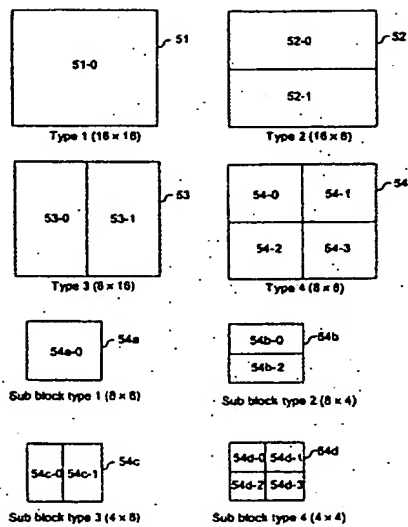 51-0
51
Type 1 (16 x 16)
52-0
52-1
52
Type 2 (16 x 8)
53-0
53-1
53
Type 3 (8 x 16)
54-0
54-1
54-2
54-3
54
Type 4 (8 x 8)
54a-0
54a
Sub block type 1 (8 x 8)
54b-0
54b-2
54b
Sub block type 2 (8 x 4)
54c-0
54c-1
54c
Sub block type 3 (4 x 8)
54d-0
54d-1
54d-2
54d-3
54d
Sub block type 4 (4 x 4)